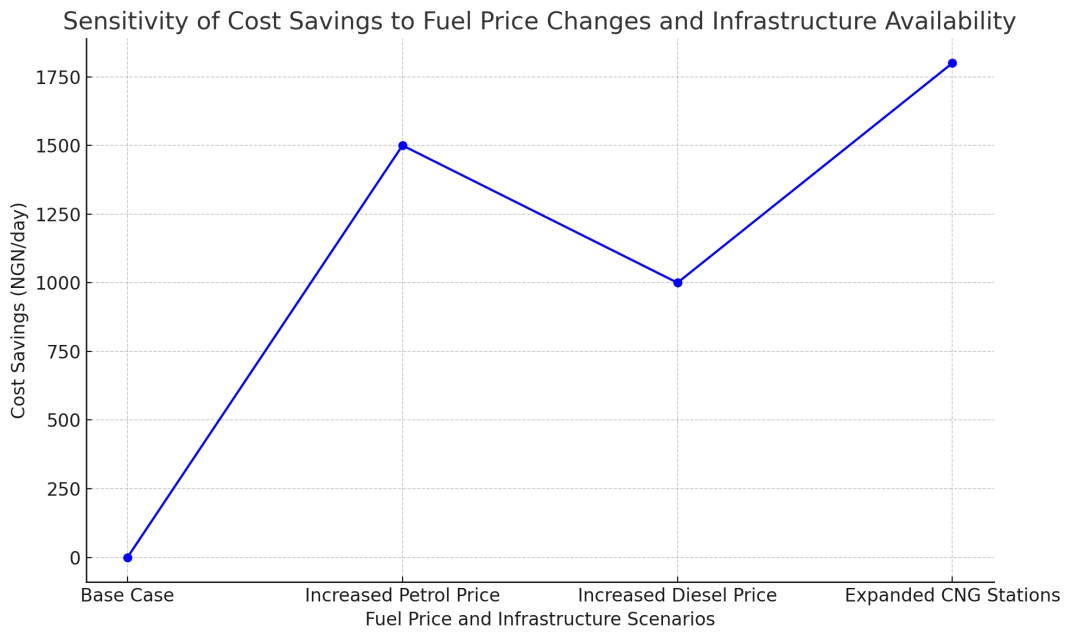 Sensitivity of Cost Savings to Fuel Price Changes and Infrastructure Availability
Cost Savings (NGN/day)
1750
1500
1250
1000
750
500
250
0
Base Case
Increased Petrol Price
Increased Diesel Price
Expanded CNG Stations
Fuel Price and Infrastructure Scenarios